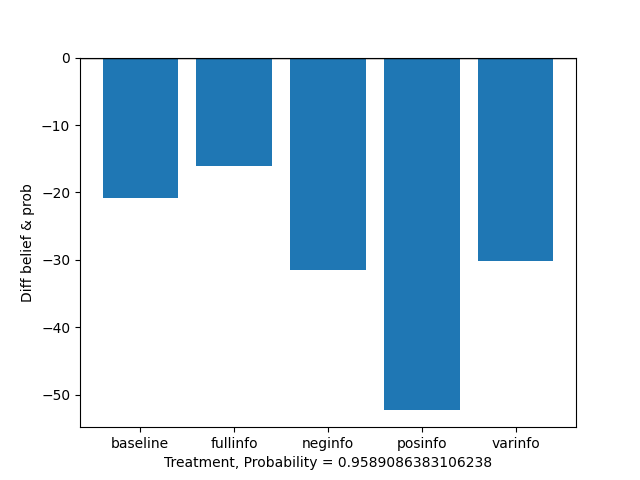 0
−10
−20
−30
−40
−50
Diff belief & prob
baseline fullinfo neginfo posinfo varinfo
Treatment, Probability = 0.9589086383106238